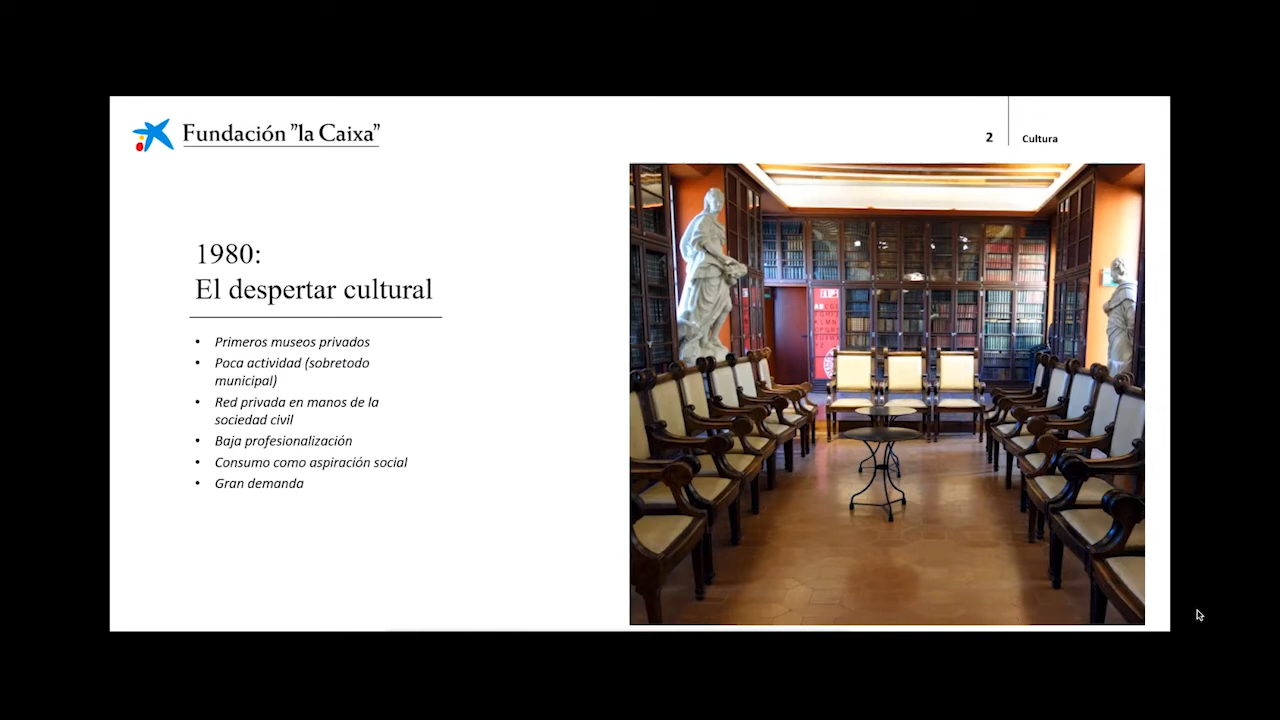 Fundación "la Caixa"
2
Cultura
1980:
El despertar cultural
• Primeros museos privados
• Poca actividad (sobretodo
municipal)
• Red privada en manos de la
sociedad civil
• Baja profesionalización
• Consumo como aspiración social
• Gran demanda